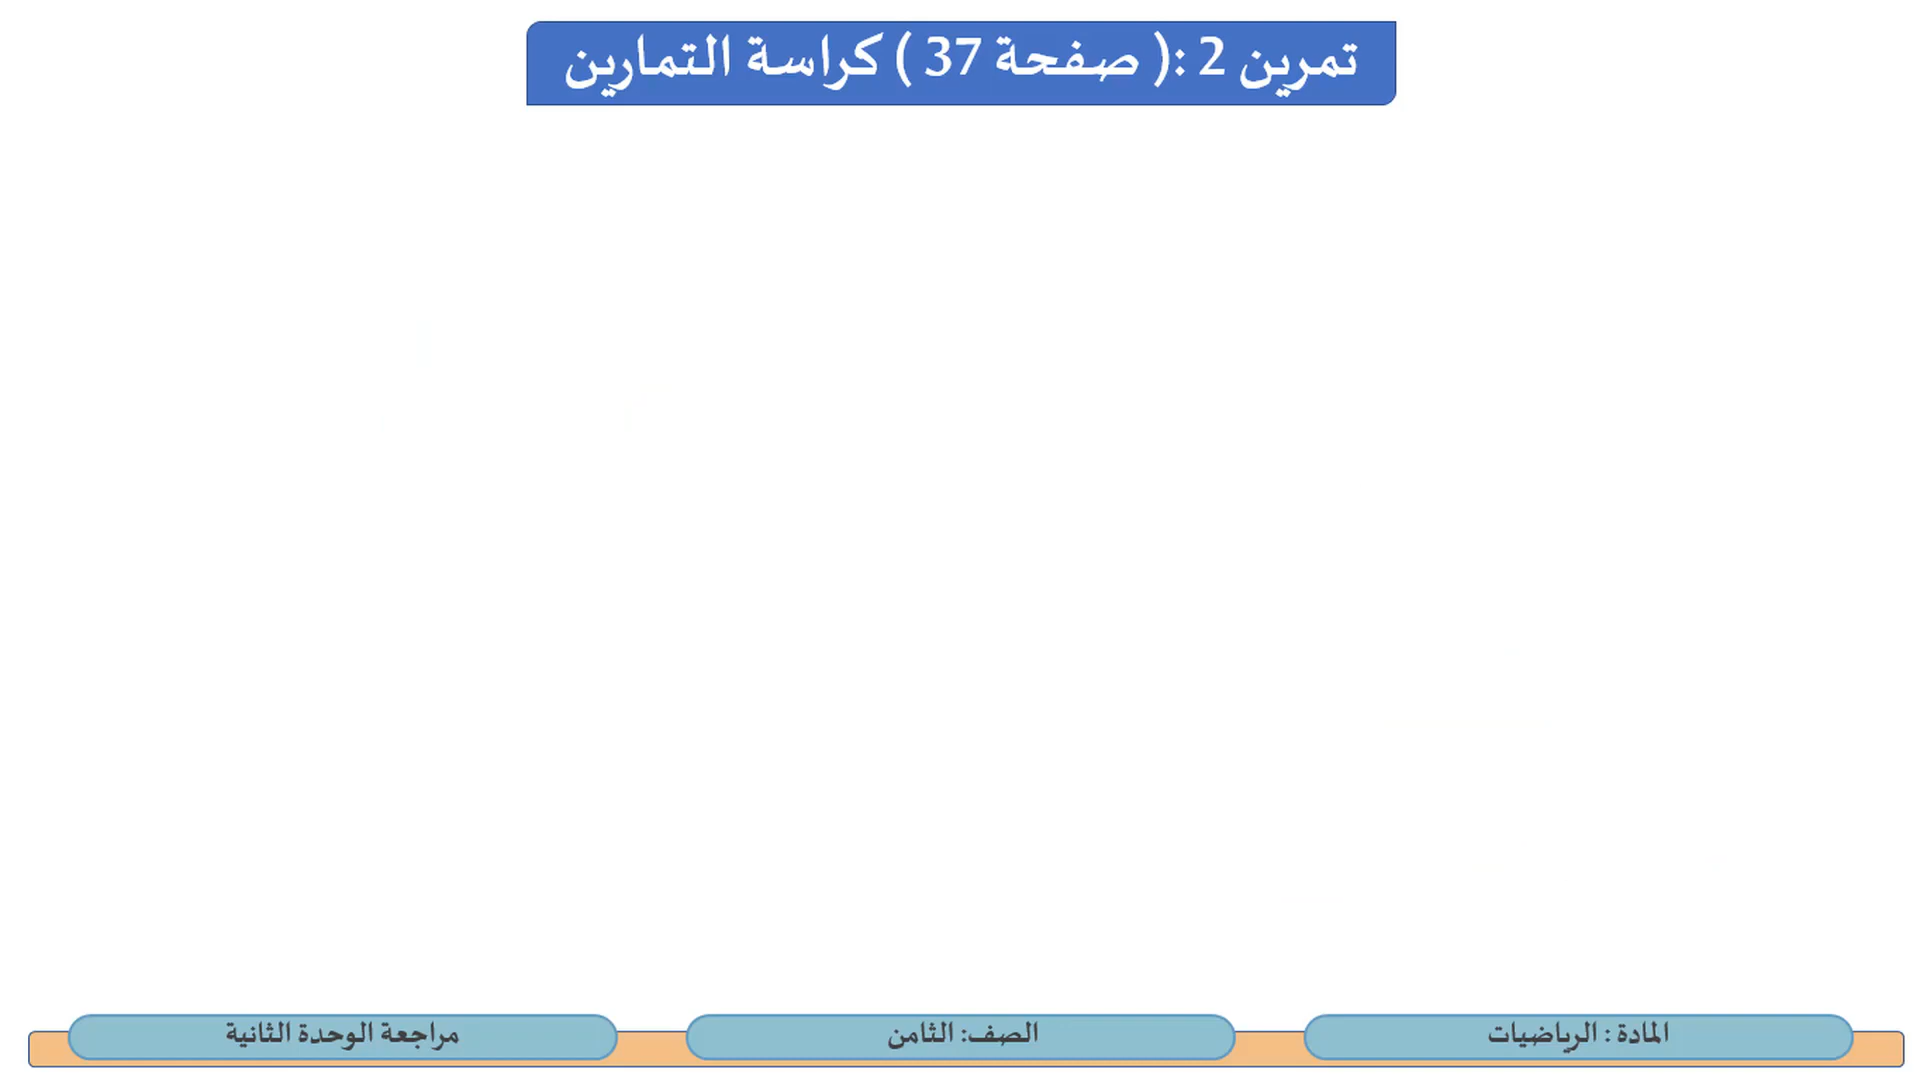 تمرين 2 :( صفحة 37 ) كراسة التمارين
المادة : الرياضيات
الصف: الثامن
مراجعة الوحدة الثانية